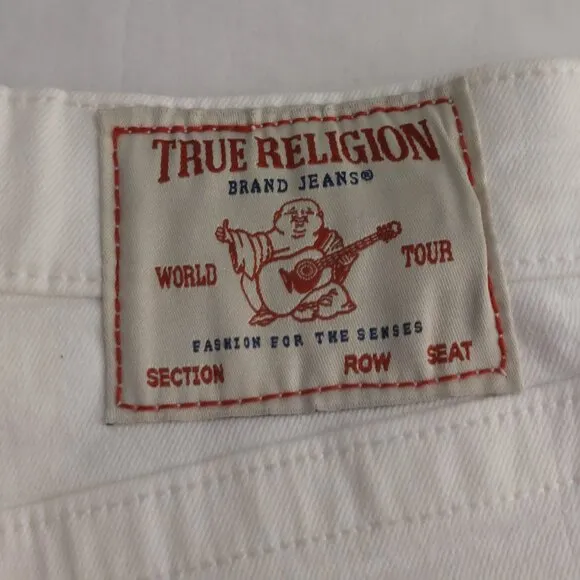 TRUE RELIGION
BRAND JEANS®
WORLD TOUR
FASHION FOR THE SENSES
SECTION ROW SEAT